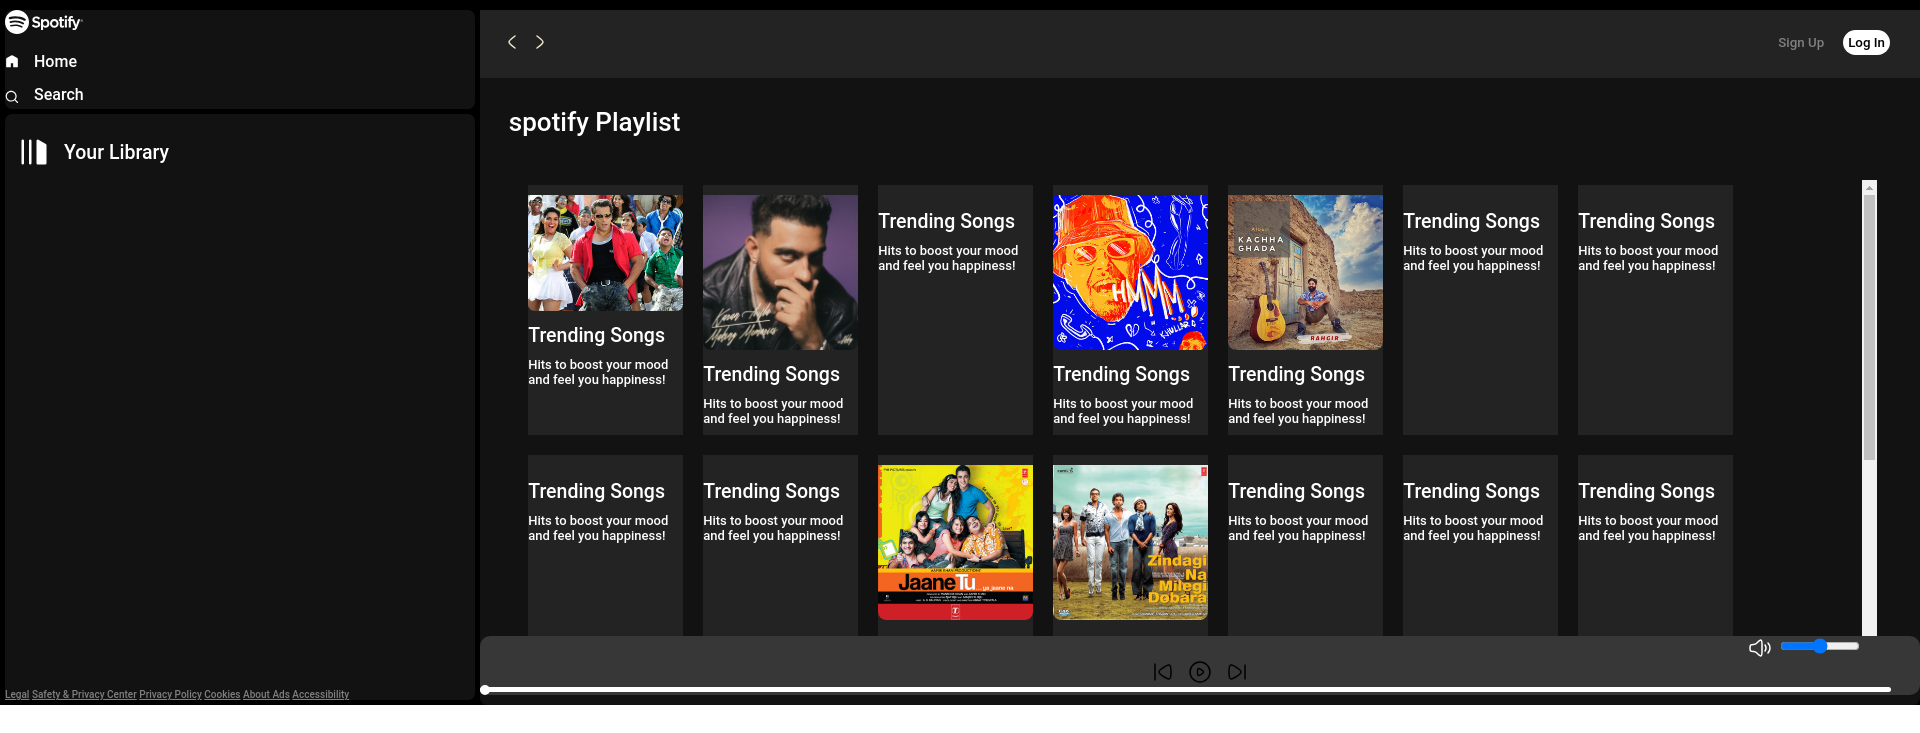 Spotify
Home
Search
Your Library
Legal Safety & Privacy Center Privacy Policy Cookies About Ads Accessibility
Sign Up
Log In
spotify Playlist
Trending Songs
Hits to boost your mood
and feel you happiness!
Trending Songs
Hits to boost your mood
and feel you happiness!
Trending Songs
Hits to boost your mood
and feel you happiness!
HMMM
Trending Songs
Hits to boost your mood
and feel you happiness!
KACHHA
GHADA
RAHGIR
Trending Songs
Hits to boost your mood
and feel you happiness!
Trending Songs
Hits to boost your mood
and feel you happiness!
Trending Songs
Hits to boost your mood
and feel you happiness!
Trending Songs
Hits to boost your mood
and feel you happiness!
Trending Songs
Hits to boost your mood
and feel you happiness!
Jaane Tu... ya jaane na
T
Zindagi
Na
Milegi
Dobara
Trending Songs
Hits to boost your mood
and feel you happiness!
Trending Songs
Hits to boost your mood
and feel you happiness!
Trending Songs
Hits to boost your mood
and feel you happiness!